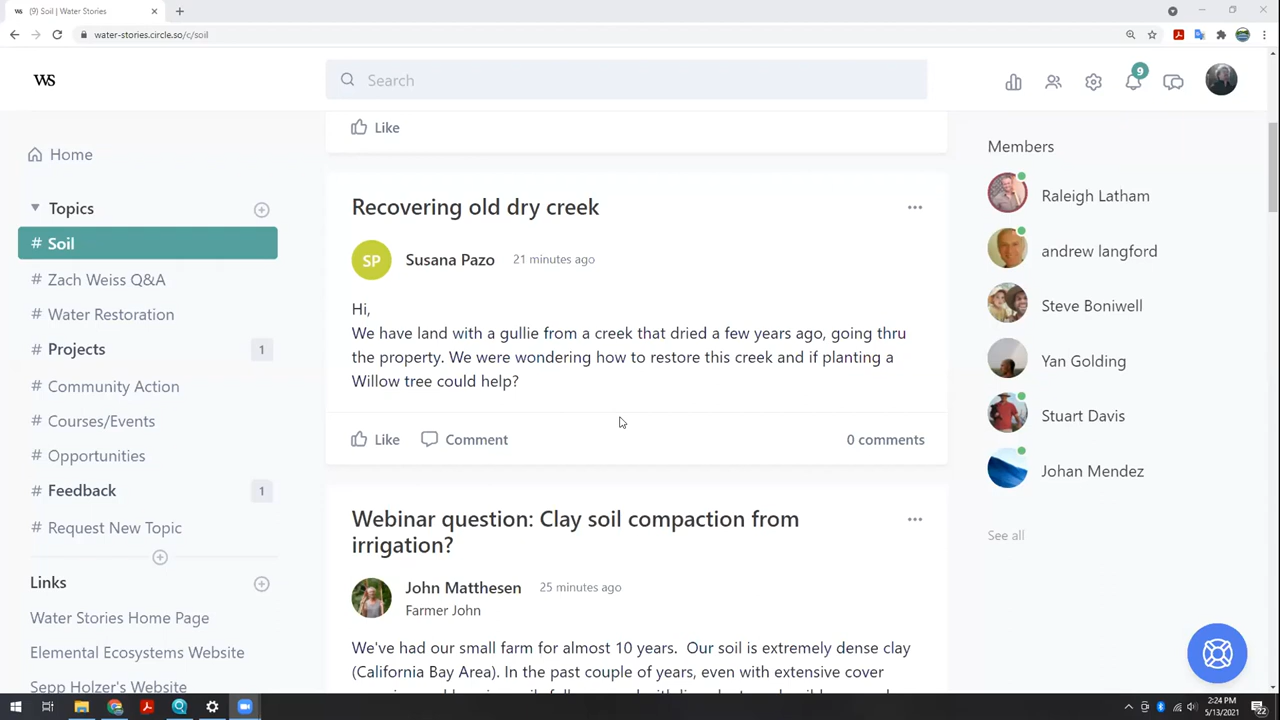 (9) Soil | Water Stories
water-stories.circle.so/c/soil
WS
Search
9
Home
Topics
# Soil
# Zach Weiss Q&A
# Water Restoration
# Projects 1
# Community Action
# Courses/Events
# Opportunities
# Feedback 1
# Request New Topic
Links
Water Stories Home Page
Elemental Ecosystems Website
Sepp Holzer's Website
Like
Recovering old dry creek
SP
Susana Pazo 21 minutes ago
Hi,
We have land with a gullie from a creek that dried a few years ago, going thru
the property. We were wondering how to restore this creek and if planting a
Willow tree could help?
Like Comment 0 comments
Webinar question: Clay soil compaction from
irrigation?
John Matthesen 25 minutes ago
Farmer John
We've had our small farm for almost 10 years. Our soil is extremely dense clay
(California Bay Area). In the past couple of years, even with extensive cover
Members
Raleigh Latham
andrew langford
Steve Boniwell
Yan Golding
Stuart Davis
Johan Mendez
See all
2:24 PM
5/13/2021
22